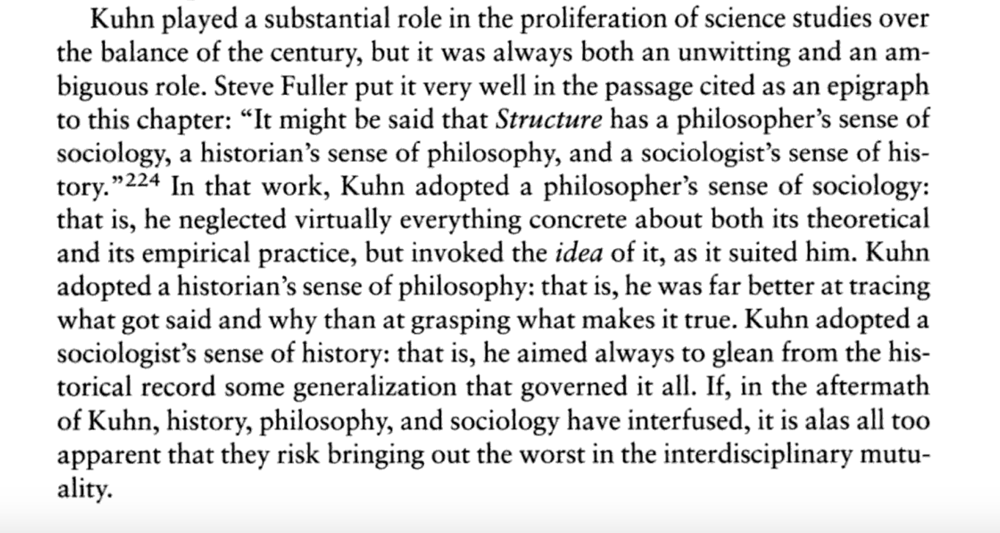 Kuhn played a substantial role in the proliferation of science studies over
the balance of the century, but it was always both an unwitting and an am-
biguous role. Steve Fuller put it very well in the passage cited as an epigraph
to this chapter: “It might be said that Structure has a philosopher’s sense of
sociology, a historian’s sense of philosophy, and a sociologist’s sense of his-
tory.”224 In that work, Kuhn adopted a philosopher’s sense of sociology:
that is, he neglected virtually everything concrete about both its theoretical
and its empirical practice, but invoked the idea of it, as it suited him. Kuhn
adopted a historian’s sense of philosophy: that is, he was far better at tracing
what got said and why than at grasping what makes it true. Kuhn adopted a
sociologist’s sense of history: that is, he aimed always to glean from the his-
torical record some generalization that governed it all. If, in the aftermath
of Kuhn, history, philosophy, and sociology have interfused, it is alas all too
apparent that they risk bringing out the worst in the interdisciplinary mutu-
ality.